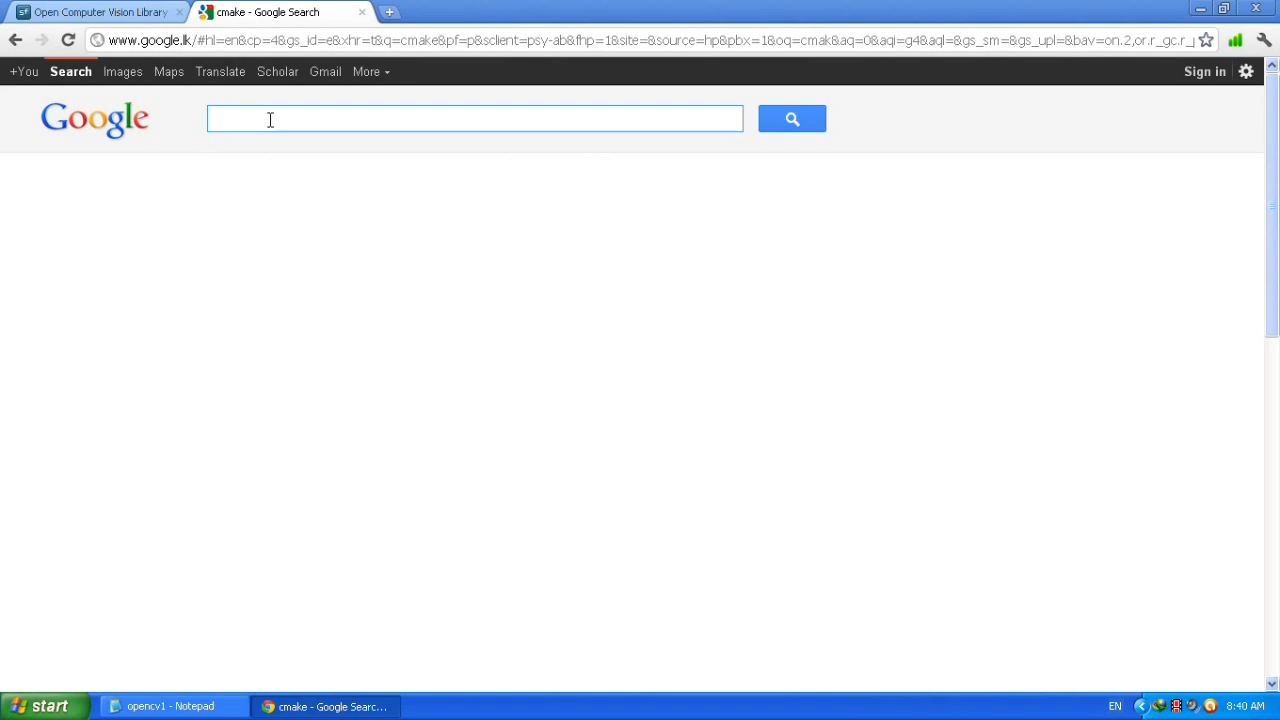 Open Computer Vision Library
cmake - Google Search
www.google.lk/#hl=en&cp=4&gs_id=e&xhr=t&q=cmake&pf=p&sclient=psy-ab&fhp=1&site=&source=hp&pbx=1&oq=cmak&aq=0&aqi=g4&aql=&gs_sm=&gs_upl=&bav=on.2,or.r_gc.r_
+You Search Images Maps Translate Scholar Gmail More Sign in
Google
start opencv1 - Notepad cmake - Google Searc... EN 8:40 AM